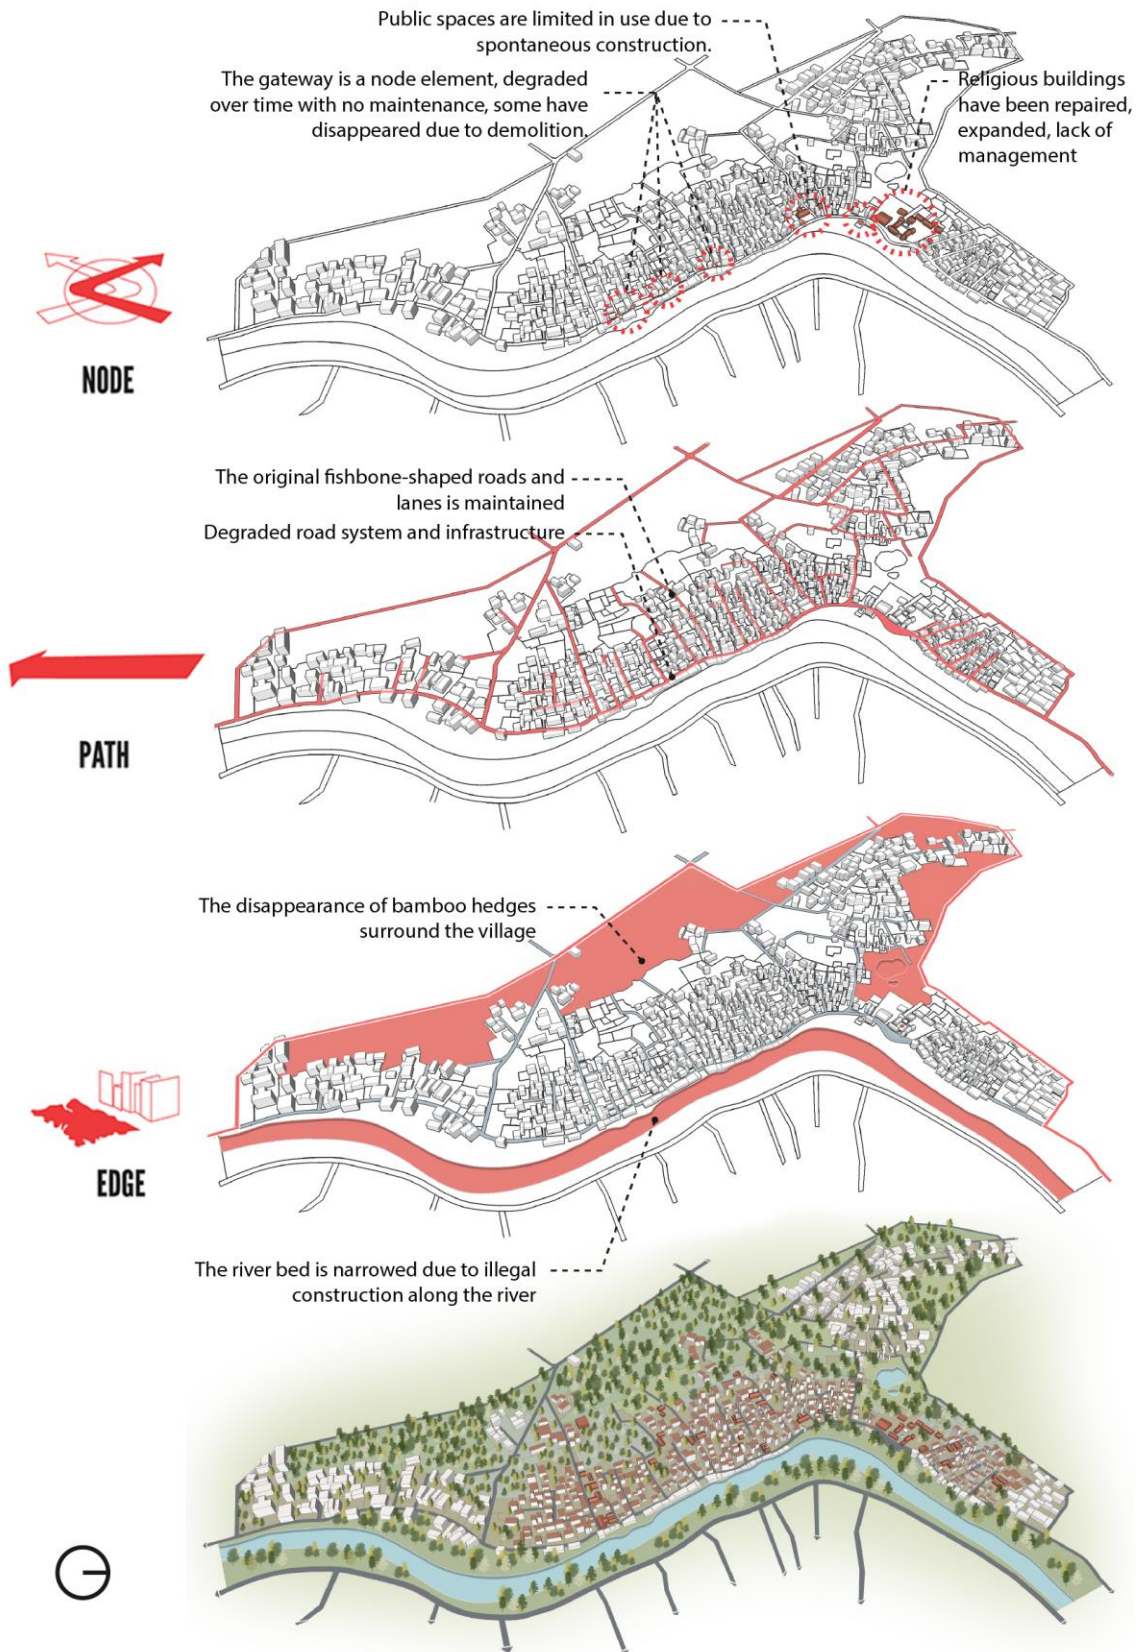 Public spaces are limited in use due to
spontaneous construction.
The gateway is a node element, degraded
over time with no maintenance, some have
disappeared due to demolition.
Religious buildings
have been repaired,
expanded, lack of
management
NODE
The original fishbone-shaped roads and
lanes is maintained
Degraded road system and infrastructure
PATH
The disappearance of bamboo hedges
surround the village
EDGE
The river bed is narrowed due to illegal
construction along the river